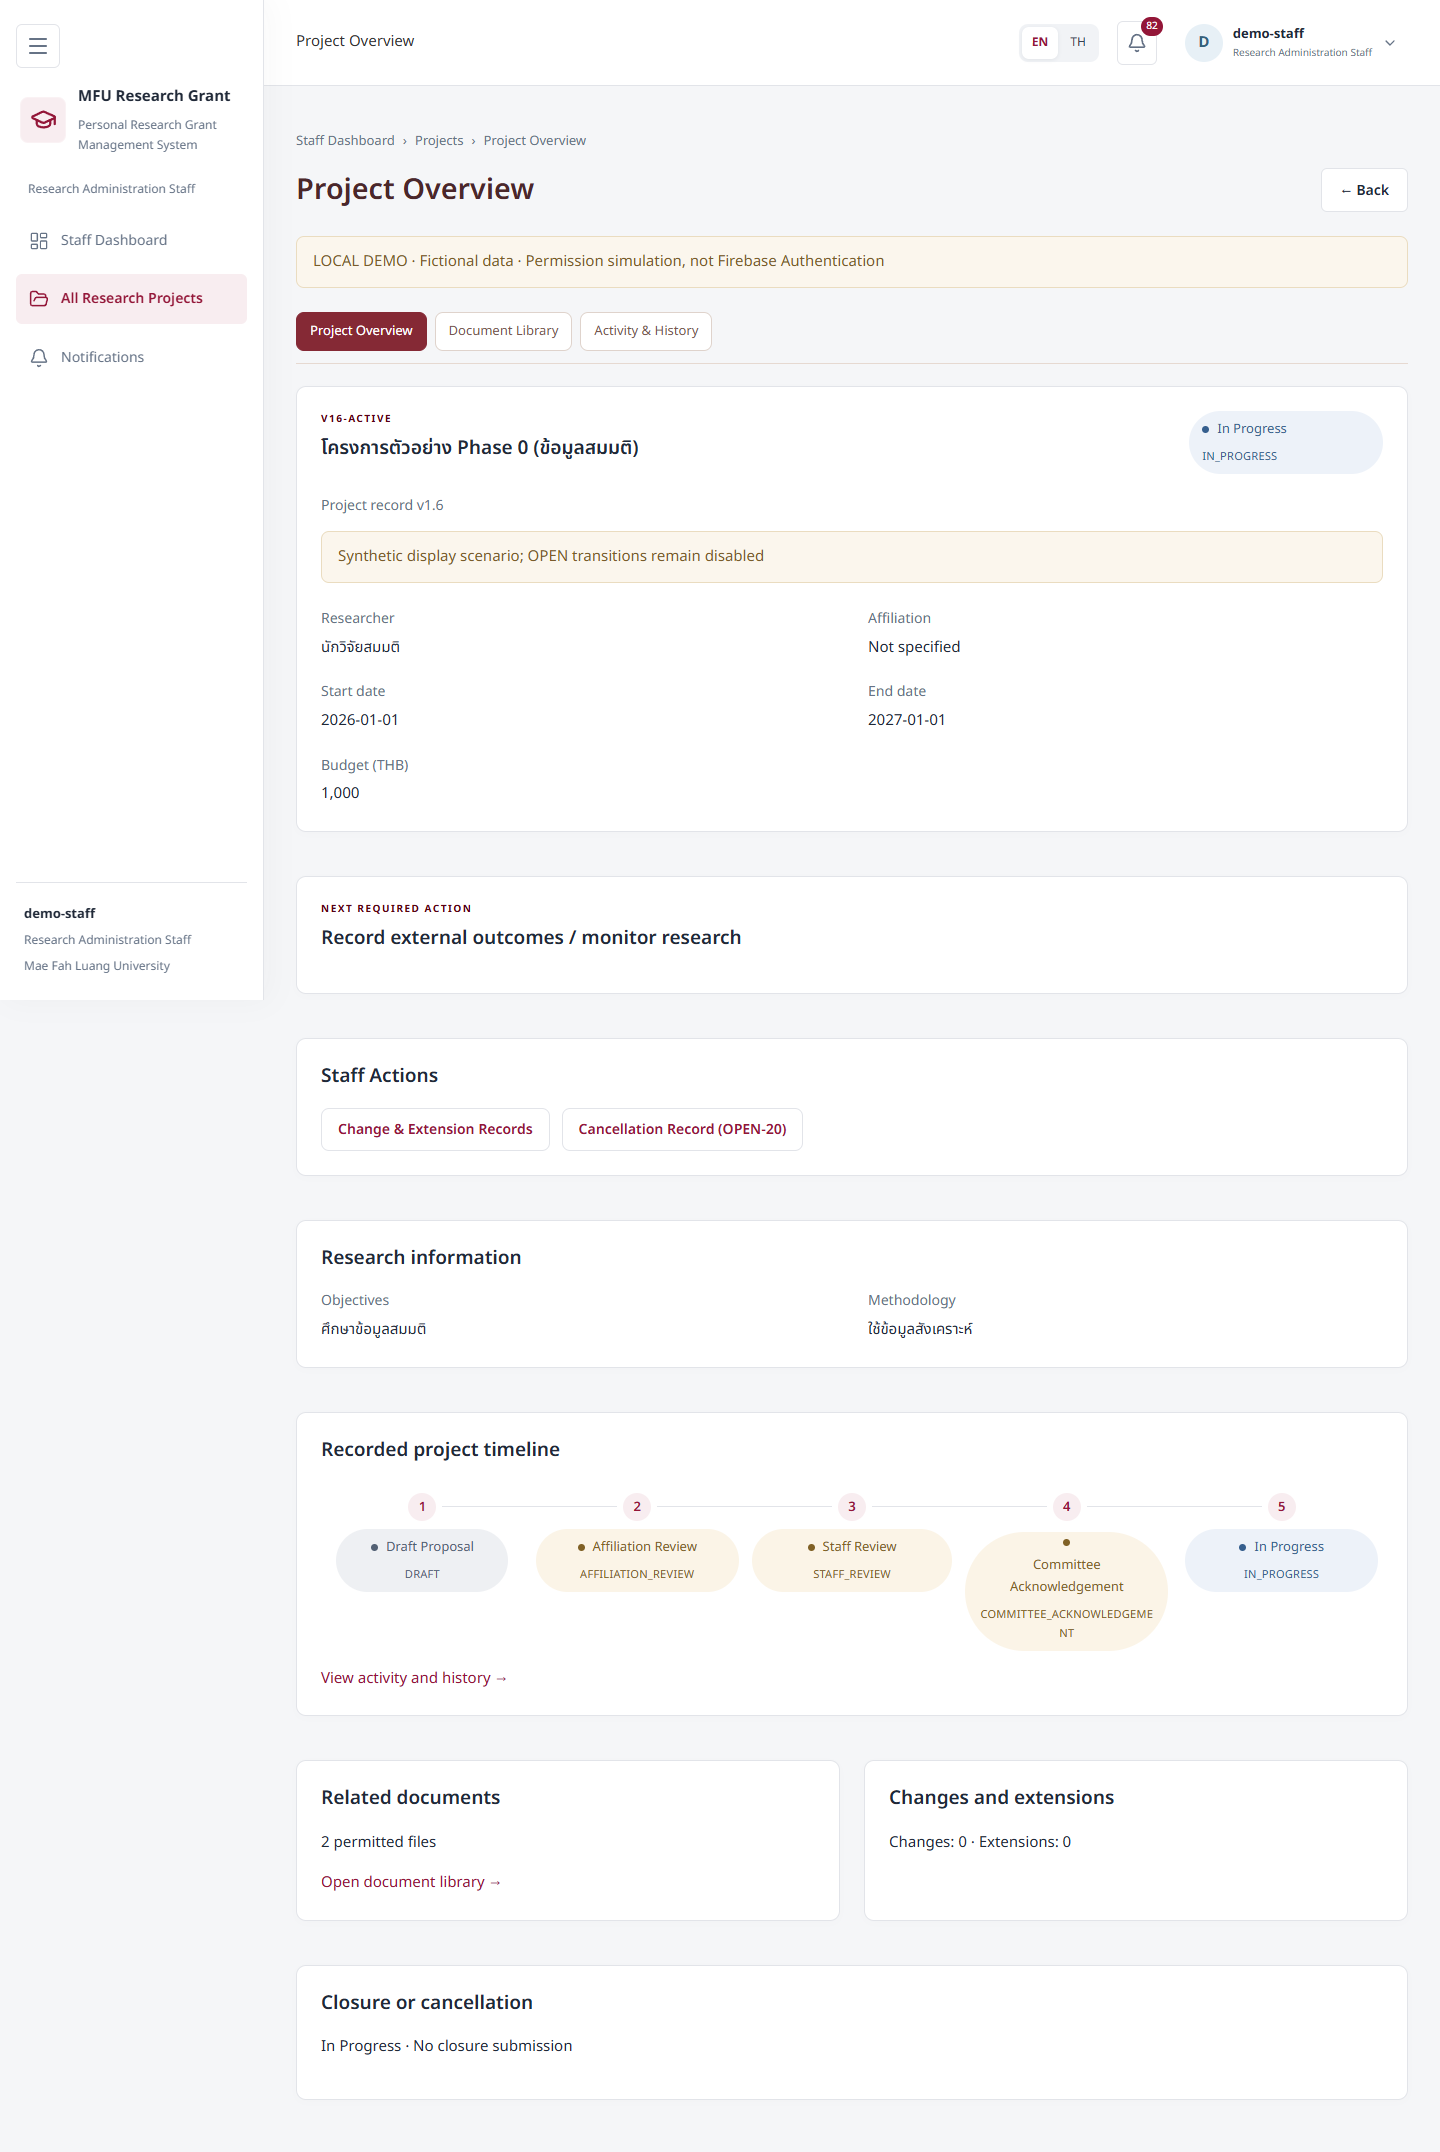 MFU Research Grant
Personal Research Grant
Management System
Research Administration Staff
Staff Dashboard
All Research Projects
Notifications
demo-staff
Research Administration Staff
Mae Fah Luang University
Project Overview
EN TH
82
D
demo-staff
Research Administration Staff
Staff Dashboard › Projects › Project Overview
Project Overview
← Back
LOCAL DEMO · Fictional data · Permission simulation, not Firebase Authentication
Project Overview Document Library Activity & History
V16-ACTIVE
โครงการตัวอย่าง Phase 0 (ข้อมูลสมมติ)
In Progress
IN_PROGRESS
Project record v1.6
Synthetic display scenario; OPEN transitions remain disabled
Researcher
นักวิจัยสมมติ
Affiliation
Not specified
Start date
2026-01-01
End date
2027-01-01
Budget (THB)
1,000
NEXT REQUIRED ACTION
Record external outcomes / monitor research
Staff Actions
Change & Extension Records Cancellation Record (OPEN-20)
Research information
Objectives
ศึกษาข้อมูลสมมติ
Methodology
ใช้ข้อมูลสังเคราะห์
Recorded project timeline
1
Draft Proposal
DRAFT
2
Affiliation Review
AFFILIATION_REVIEW
3
Staff Review
STAFF_REVIEW
4
Committee
Acknowledgement
COMMITTEE_ACKNOWLEDGEME
NT
5
In Progress
IN_PROGRESS
View activity and history →
Related documents
2 permitted files
Open document library →
Changes and extensions
Changes: 0 · Extensions: 0
Closure or cancellation
In Progress · No closure submission